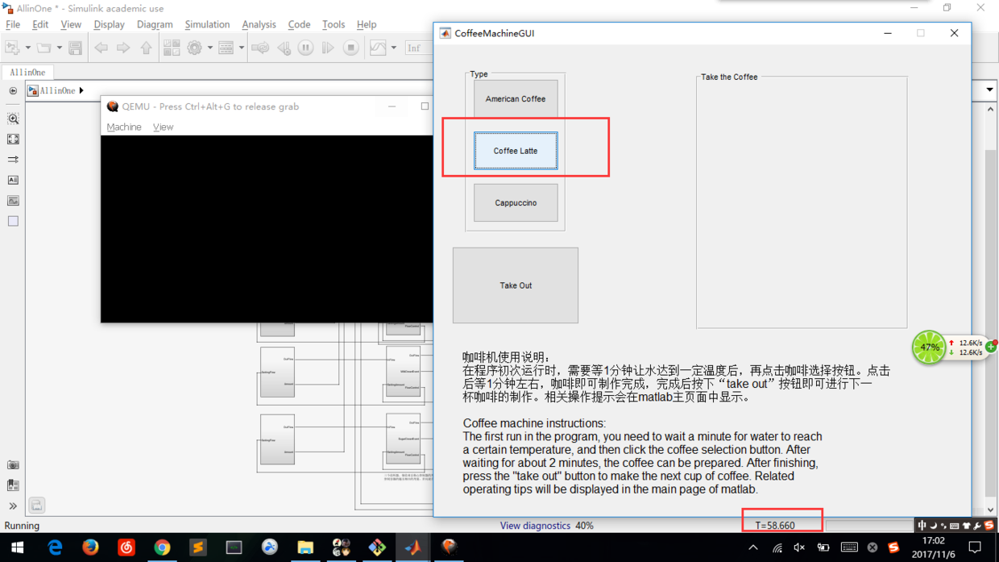 AllinOne * - Simulink academic use
File Edit View Display Diagram Simulation Analysis Code Tools Help
Inf
AllinOne
AllinOne
QEMU - Press Ctrl+Alt+G to release grab
Machine View
CoffeeMachineGUI
Type
American Coffee
Coffee Latte
Cappuccino
Take Out
Take the Coffee
咖啡机使用说明：
在程序初次运行时，需要等1分钟让水达到一定温度后，再点击咖啡选择按钮。点击
后等1分钟左右，咖啡即可制作完成，完成后按下“take out”按钮即可进行下一
杯咖啡的制作。相关操作提示会在matlab主页面中显示。
Coffee machine instructions:
The first run in the program, you need to wait a minute for water to reach
a certain temperature, and then click the coffee selection button. After
waiting for about 2 minutes, the coffee can be prepared. After finishing,
press the "take out" button to make the next cup of coffee. Related
operating tips will be displayed in the main page of matlab.
47%
12.6K/s
12.6K/s
Running
View diagnostics 40%
T=58.660
中
17:02
2017/11/6